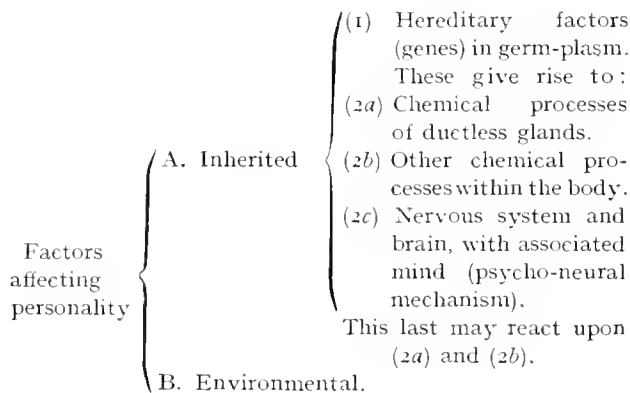 (1) Hereditary factors
(genes) in germ-plasm.
These give rise to:
(2a) Chemical processes
of ductless glands.
A. Inherited
(2b) Other chemical pro-
cesses within the body.
(2c) Nervous system and
brain, with associated
mind (psycho-neural
mechanism).
This last may react upon
(2a) and (2b).
Factors
affecting
personality
B. Environmental.